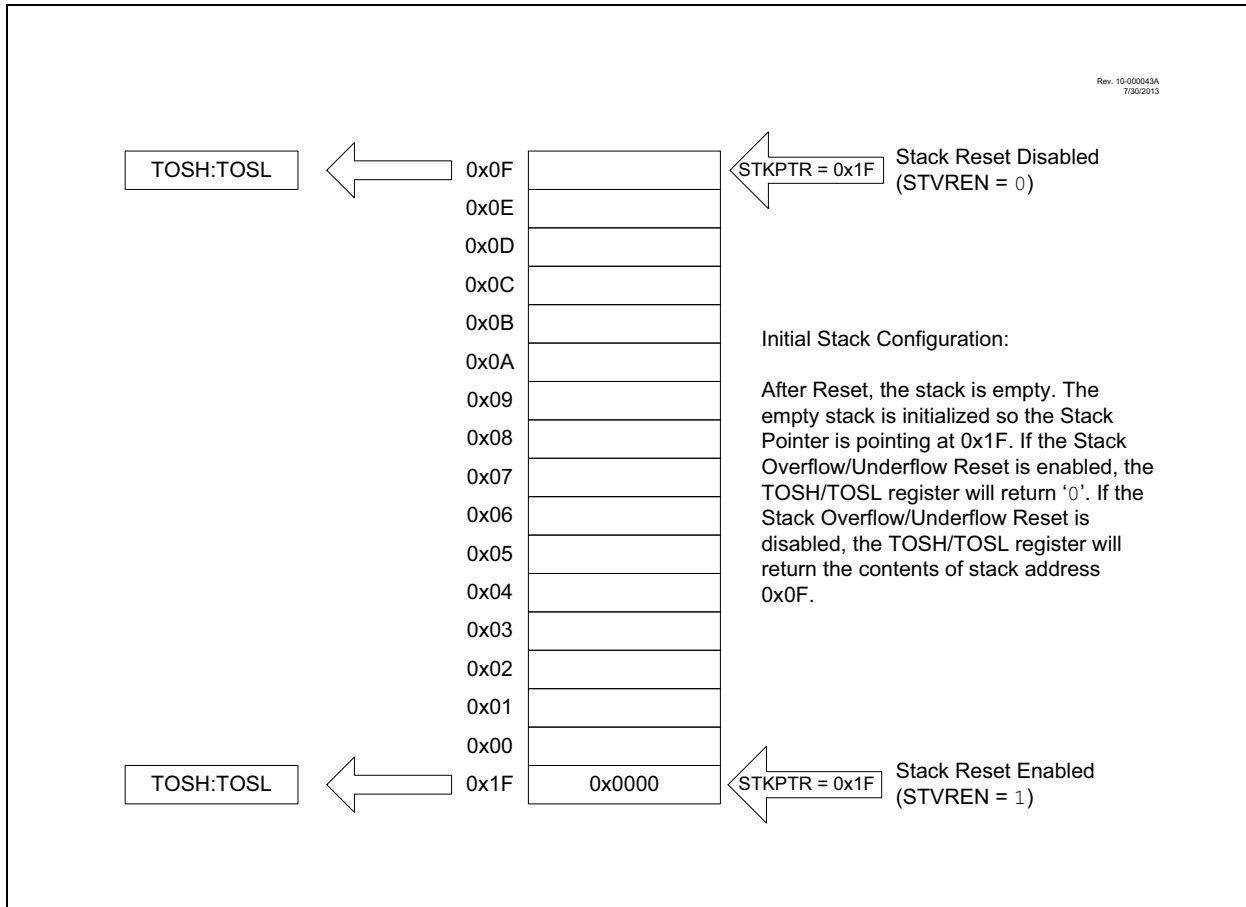 Rev. 10-000043A
7/30/2013
TOSH:TOSL
0x0F
STKPTR = 0x1F
Stack Reset Disabled
(STVREN = 0)
0x0E
0x0D
0x0C
0x0B
0x0A
0x09
0x08
0x07
0x06
0x05
0x04
0x03
0x02
0x01
0x00
Initial Stack Configuration:
After Reset, the stack is empty. The
empty stack is initialized so the Stack
Pointer is pointing at 0x1F. If the Stack
Overflow/Underflow Reset is enabled, the
TOSH/TOSL register will return ‘0’. If the
Stack Overflow/Underflow Reset is
disabled, the TOSH/TOSL register will
return the contents of stack address
0x0F.
TOSH:TOSL
0x1F
0x0000
STKPTR = 0x1F
Stack Reset Enabled
(STVREN = 1)